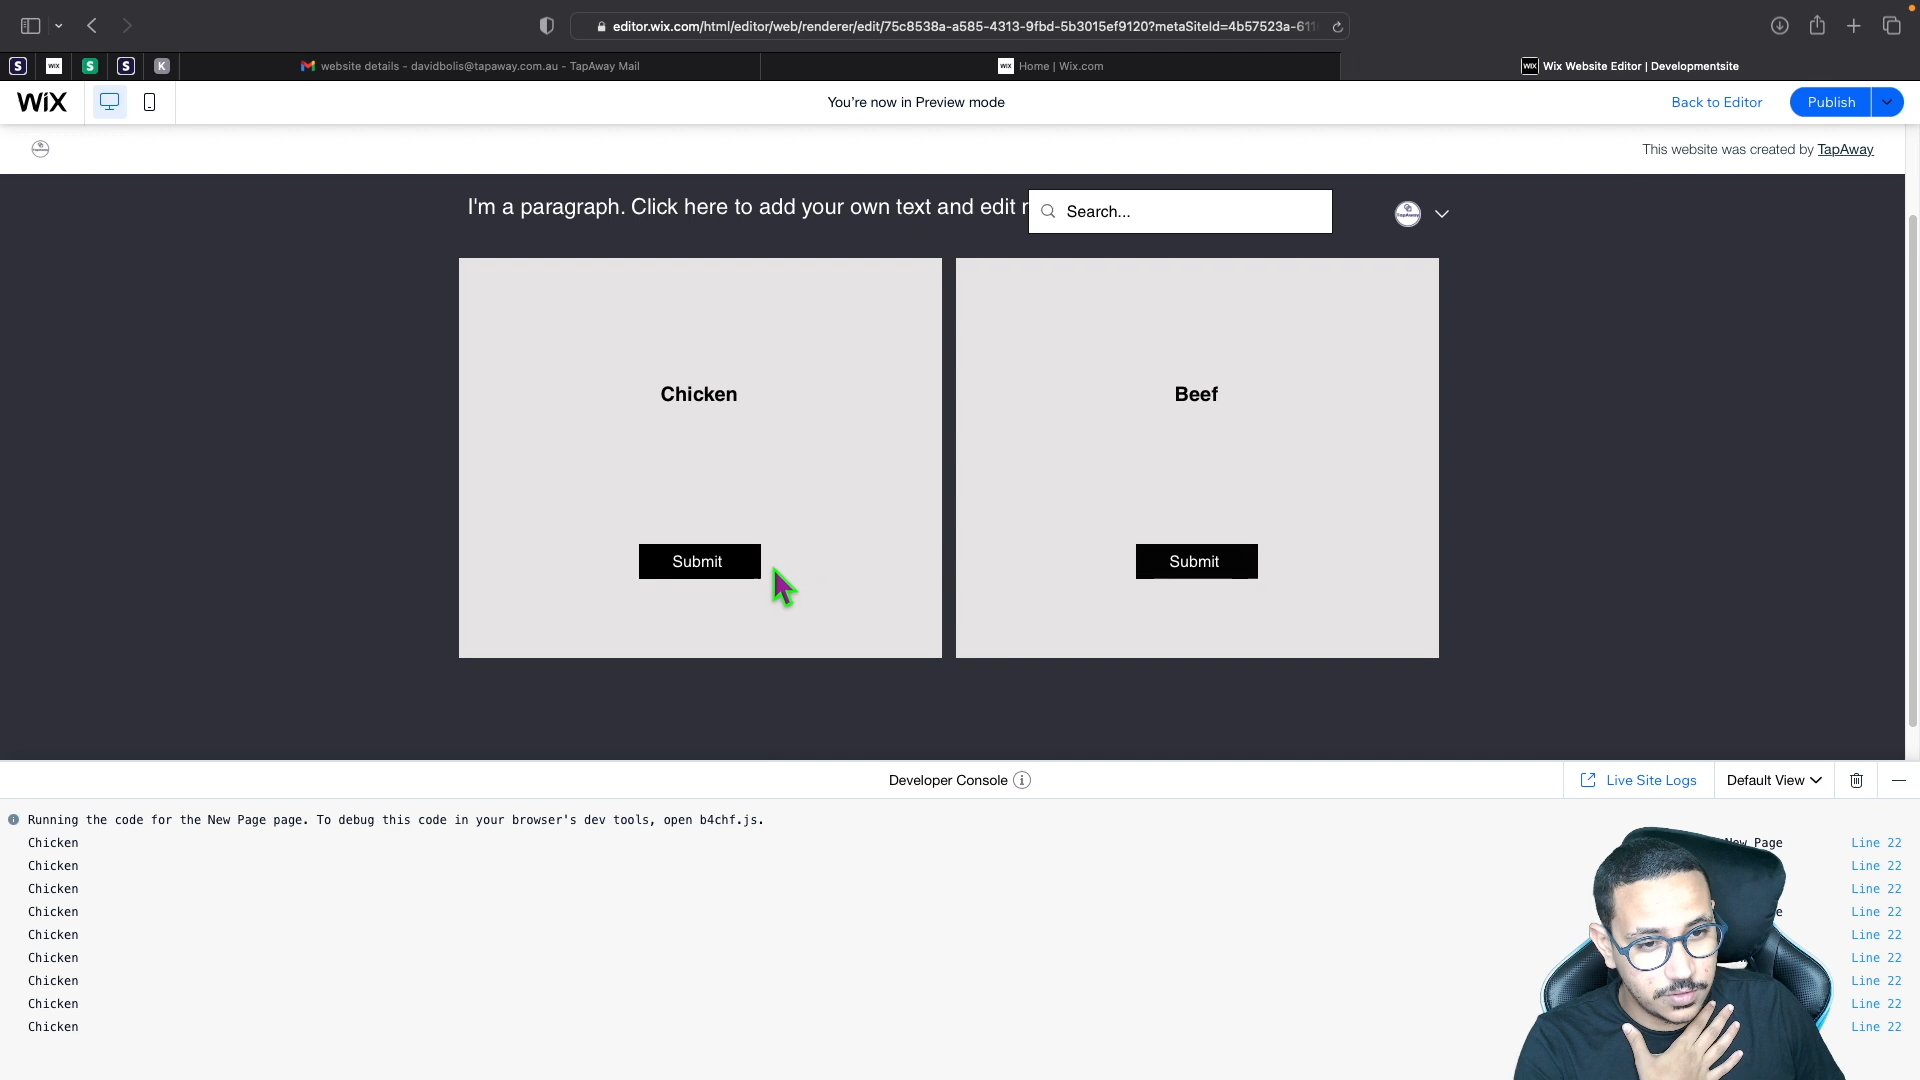 editor.wix.com/html/editor/web/renderer/edit/75c8538a-a585-4313-9fbd-5b3015ef9120?metaSiteId=4b57523a-611
S
WIX
S
S
K
website details - davidbolis@tapaway.com.au - TapAway Mail
WIX Home | Wix.com
WIX Wix Website Editor | Developmentsite
WIX
You're now in Preview mode
Back to Editor
Publish
This website was created by TapAway
I'm a paragraph. Click here to add your own text and edit
Search...
Chicken
Beef
Submit
Submit
Developer Console
Live Site Logs
Default View
Running the code for the New Page page. To debug this code in your browser's dev tools, open b4chf.js.
Chicken New Page Line 22
Chicken Line 22
Chicken Line 22
Chicken Line 22
Chicken Line 22
Chicken Line 22
Chicken Line 22
Chicken Line 22
Chicken Line 22